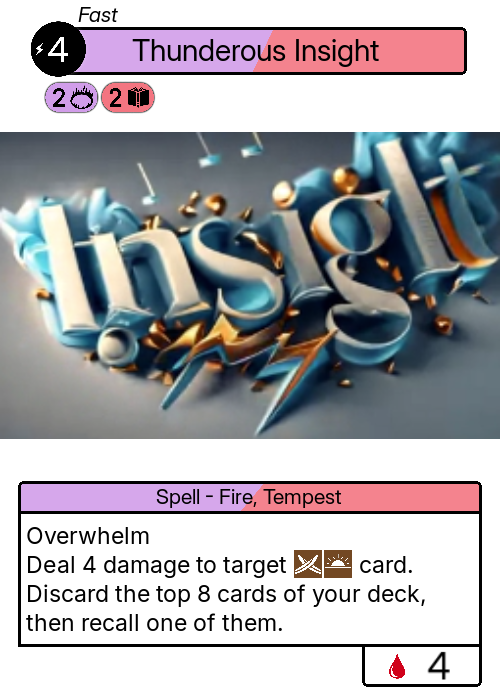 Fast
4 Thunderous Insight
2 2
Insight
Spell - Fire, Tempest
Overwhelm
Deal 4 damage to target card.
Discard the top 8 cards of your deck,
then recall one of them.
4